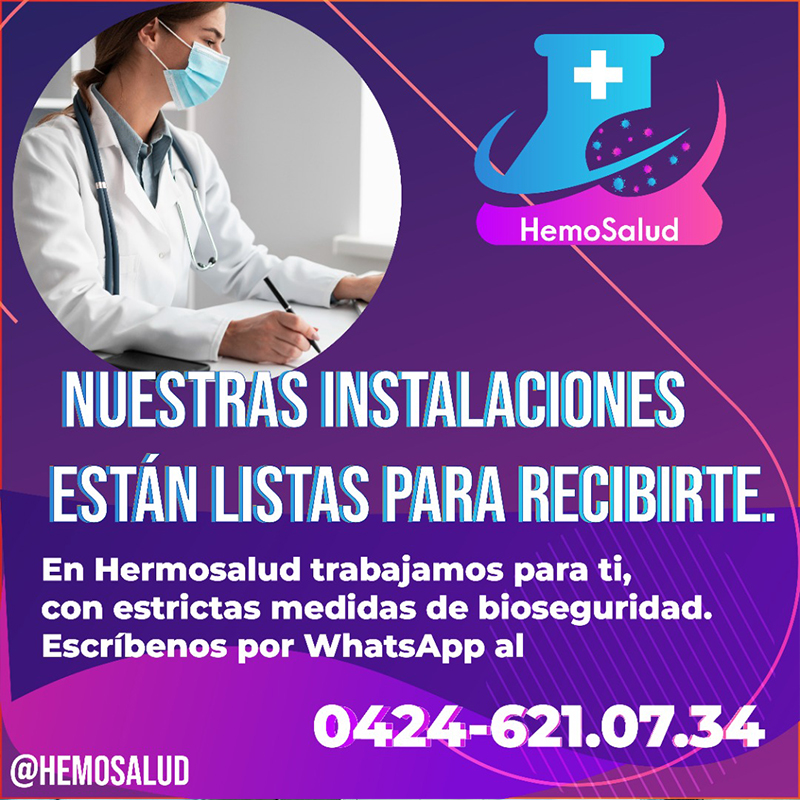 HemoSalud
NUESTRAS INSTALACIONES
ESTÁN LISTAS PARA RECIBIRTE.
En Hermosalud trabajamos para ti,
con estrictas medidas de bioseguridad.
Escríbenos por WhatsApp al
0424-621.07.34
@HEMOSALUD